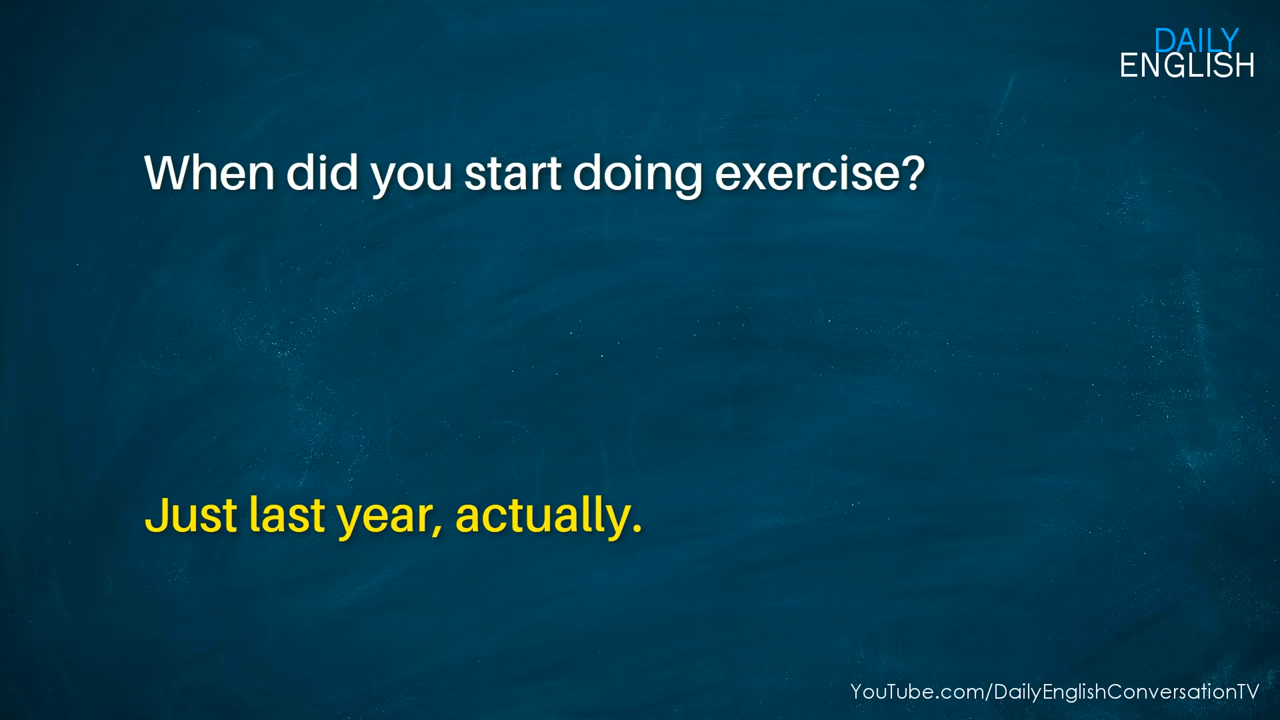 DAILY
ENGLISH
When did you start doing exercise?
Just last year, actually.
YouTube.com/DailyEnglishConversationTV